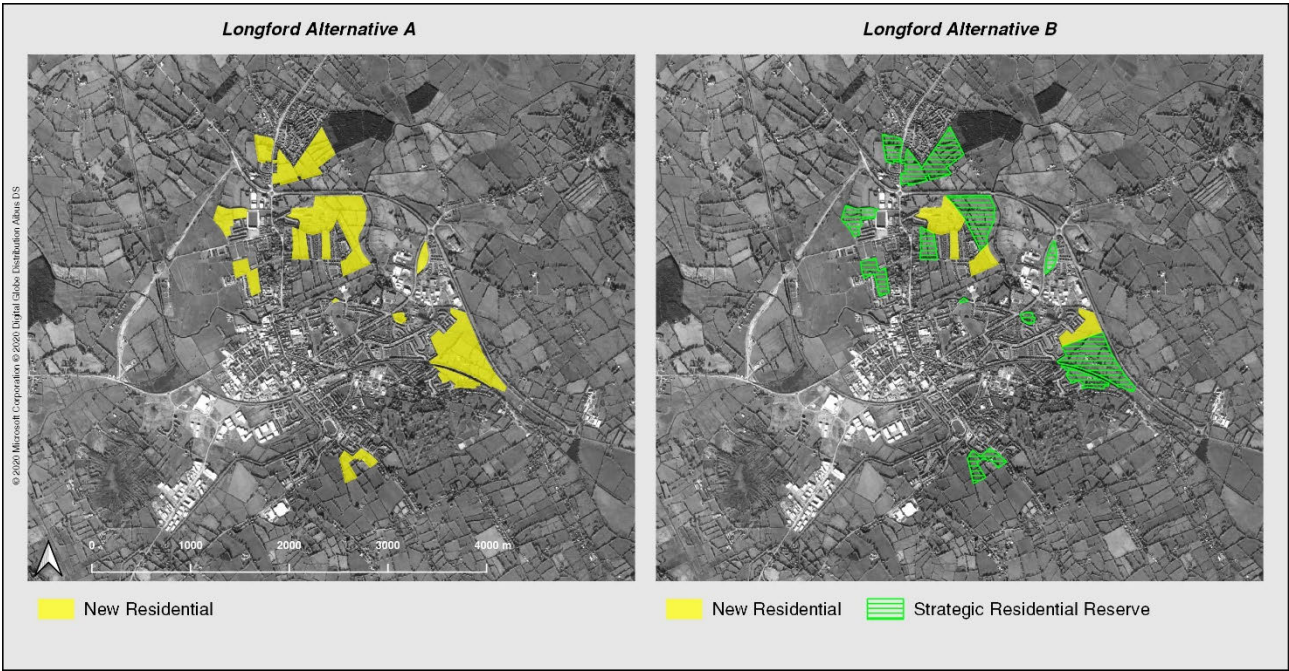 Longford Alternative A
Longford Alternative B
© 2020 Microsoft Corporation © 2020 Digital Globe Distribution Aibus DS
0 1000 2000 3000 4000 m
New Residential
New Residential
Strategic Residential Reserve